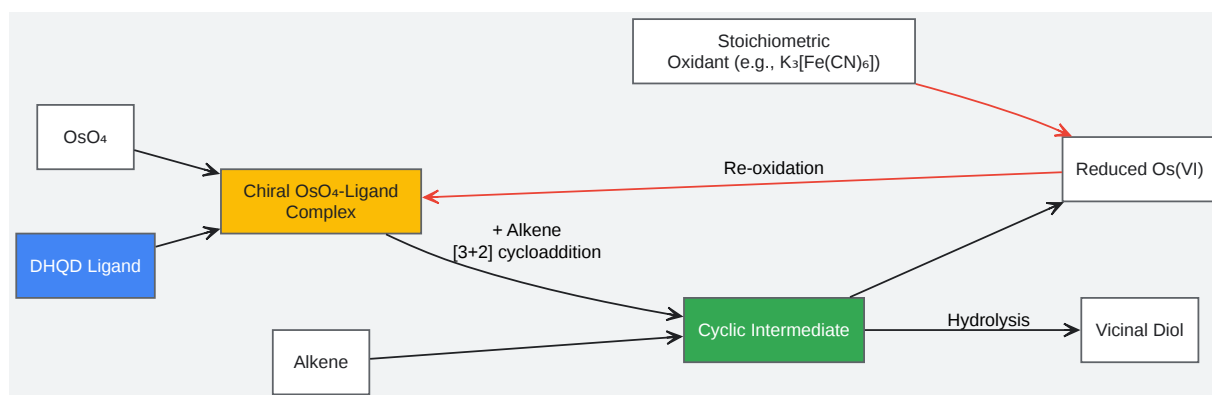 Stoichiometric
Oxidant (e.g., K₃[Fe(CN)₆])
OsO₄
Re-oxidation
Reduced Os(VI)
Chiral OsO₄-Ligand
Complex
+ Alkene
[3+2] cycloaddition
DHQD Ligand
Cyclic Intermediate
Hydrolysis
Vicinal Diol
Alkene